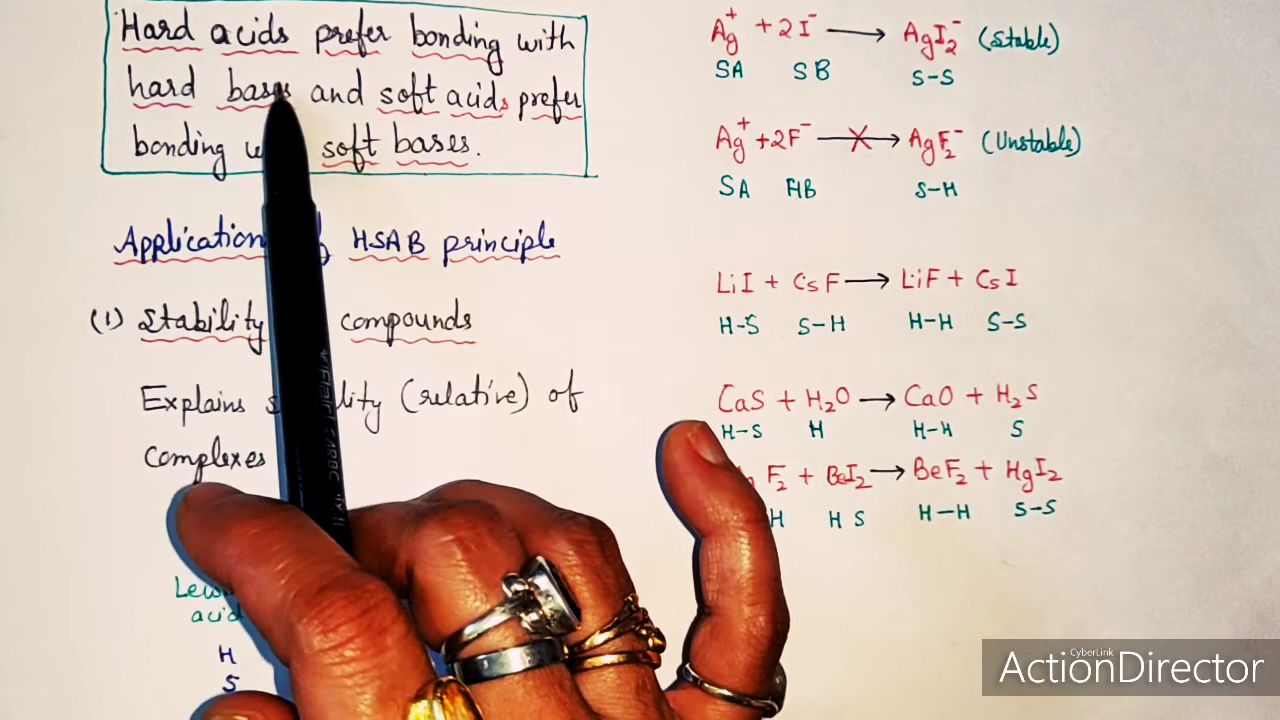 Hard acids prefer bonding with
hard bases and soft acids prefer
bonding soft bases.
Application HSAB principle
(1) Stability compounds
Explains (relative) of
complexes
acid
H
S
Ag⁺ + 2I⁻ → AgI₂⁻ (Stable)
SA SB S-S
Ag⁺ + 2F⁻ → AgF₂⁻ (Unstable)
SA HB S-H
LiI + CsF → LiF + CsI
H-S S-H H-H S-S
CaS + H₂O → CaO + H₂S
H-S H H-H S
F₂ + BeI₂ → BeF₂ + HgI₂
H H S H-H S-S
CyberLink
ActionDirector